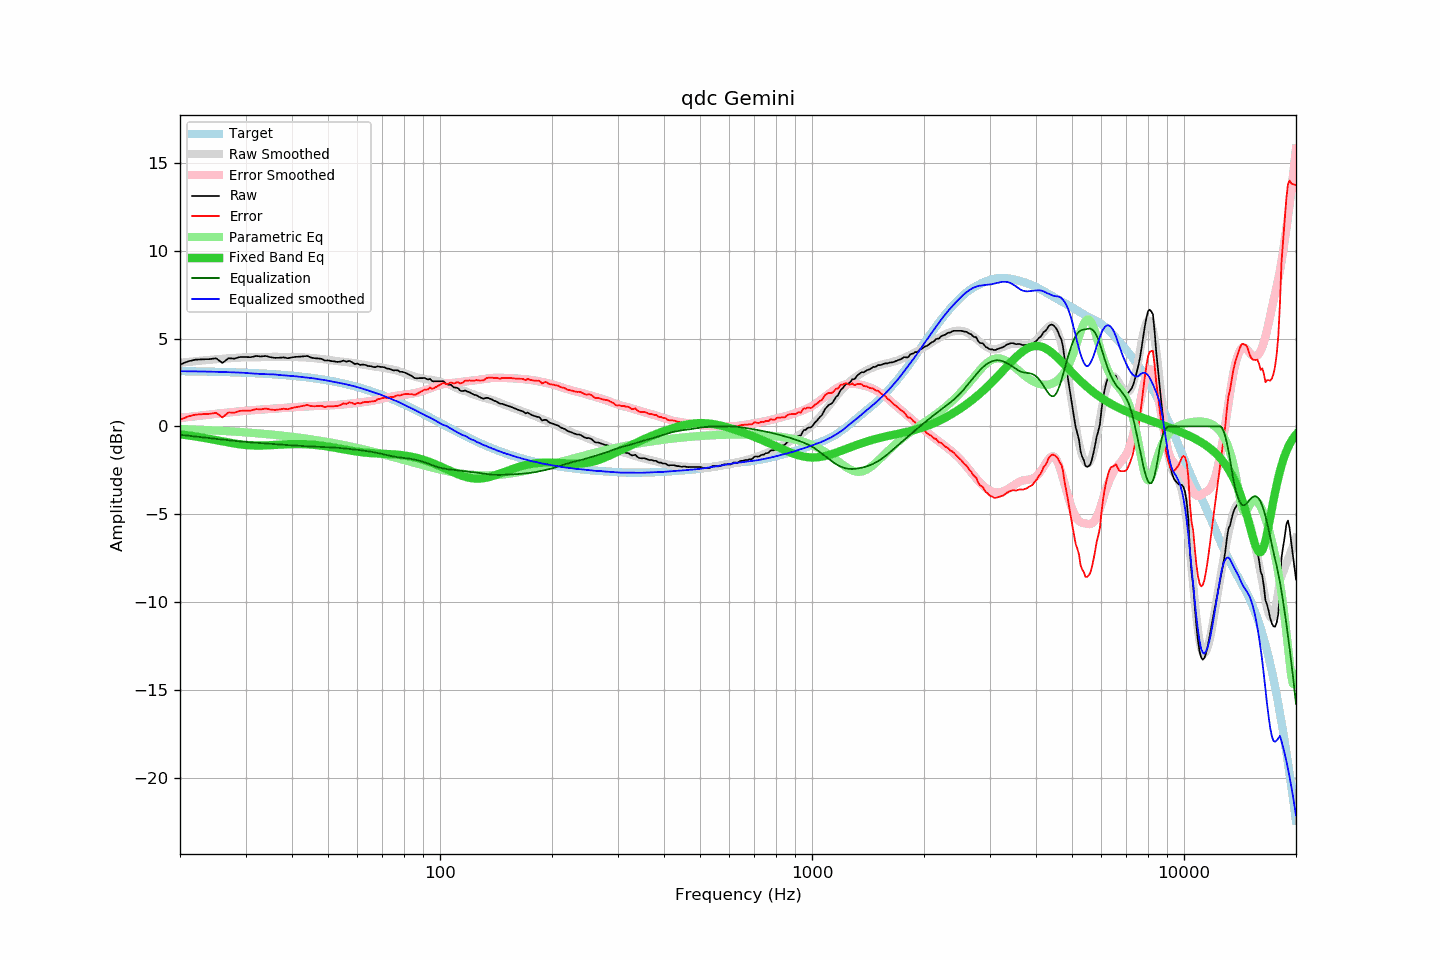 qdc Gemini
Target
Raw Smoothed
Error Smoothed
Raw
Error
Parametric Eq
Fixed Band Eq
Equalization
Equalized smoothed
15
10
5
0
−5
−10
−15
−20
Amplitude (dBr)
100
1000
10000
Frequency (Hz)